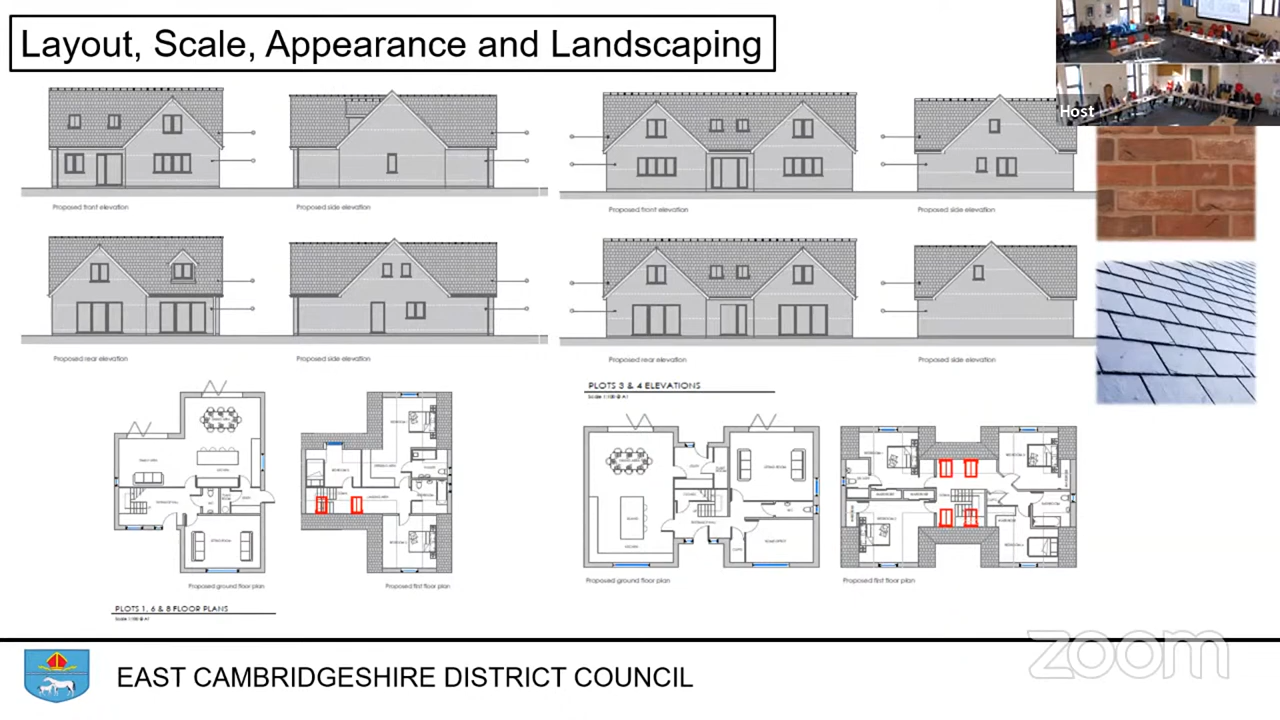 Layout, Scale, Appearance and Landscaping
Host
Proposed front elevation
Proposed side elevation
Proposed front elevation
Proposed side elevation
Proposed rear elevation
Proposed side elevation
Proposed rear elevation
Proposed side elevation
PLOTS 3 & 4 ELEVATIONS
Proposed ground floor plan
Proposed first floor plan
Proposed ground floor plan
Proposed first floor plan
PLOTS 1, 6 & 8 FLOOR PLANS
EAST CAMBRIDGESHIRE DISTRICT COUNCIL
zoom